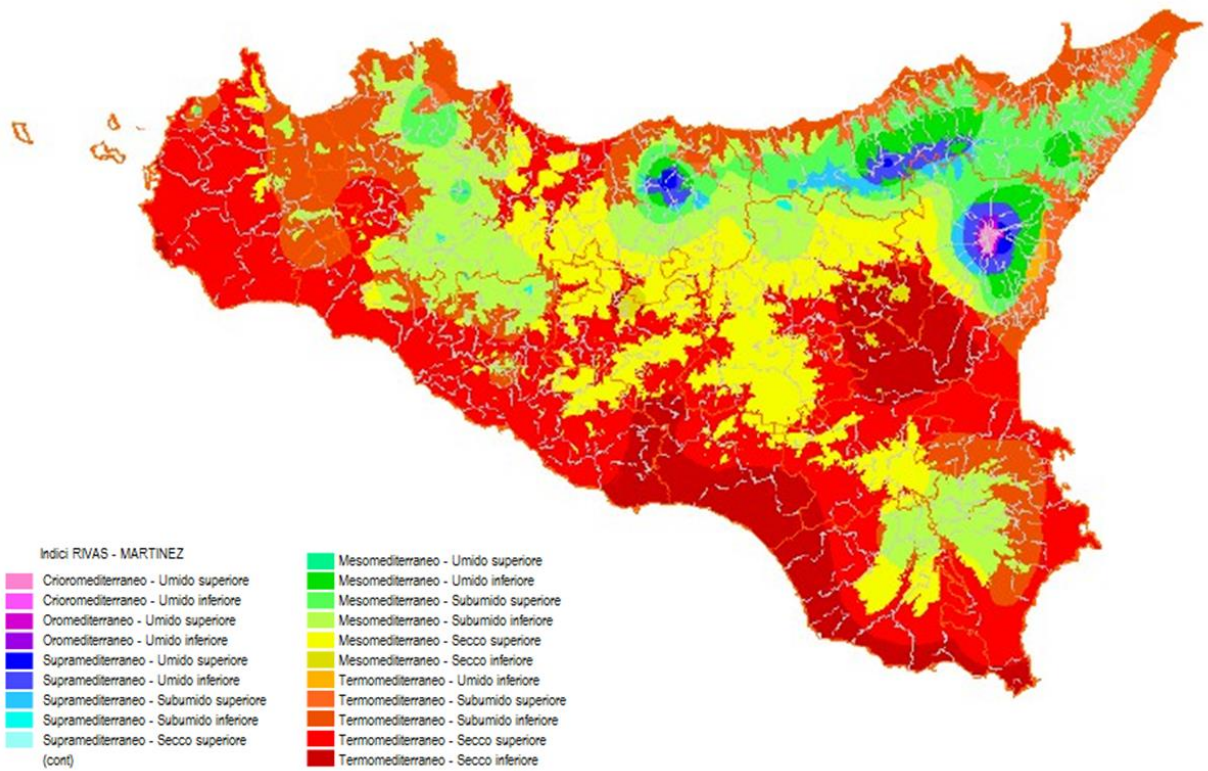 Indici RIVAS - MARTINEZ
Crioromediterraneo - Umido superiore
Crioromediterraneo - Umido inferiore
Oromediterraneo - Umido superiore
Oromediterraneo - Umido inferiore
Supramediterraneo - Umido superiore
Supramediterraneo - Umido inferiore
Supramediterraneo - Subumido superiore
Supramediterraneo - Subumido inferiore
Supramediterraneo - Secco superiore
(cont)
Mesomediterraneo - Umido superiore
Mesomediterraneo - Umido inferiore
Mesomediterraneo - Subumido superiore
Mesomediterraneo - Subumido inferiore
Mesomediterraneo - Secco superiore
Mesomediterraneo - Secco inferiore
Termomediterraneo - Umido inferiore
Termomediterraneo - Subumido superiore
Termomediterraneo - Subumido inferiore
Termomediterraneo - Secco superiore
Termomediterraneo - Secco inferiore